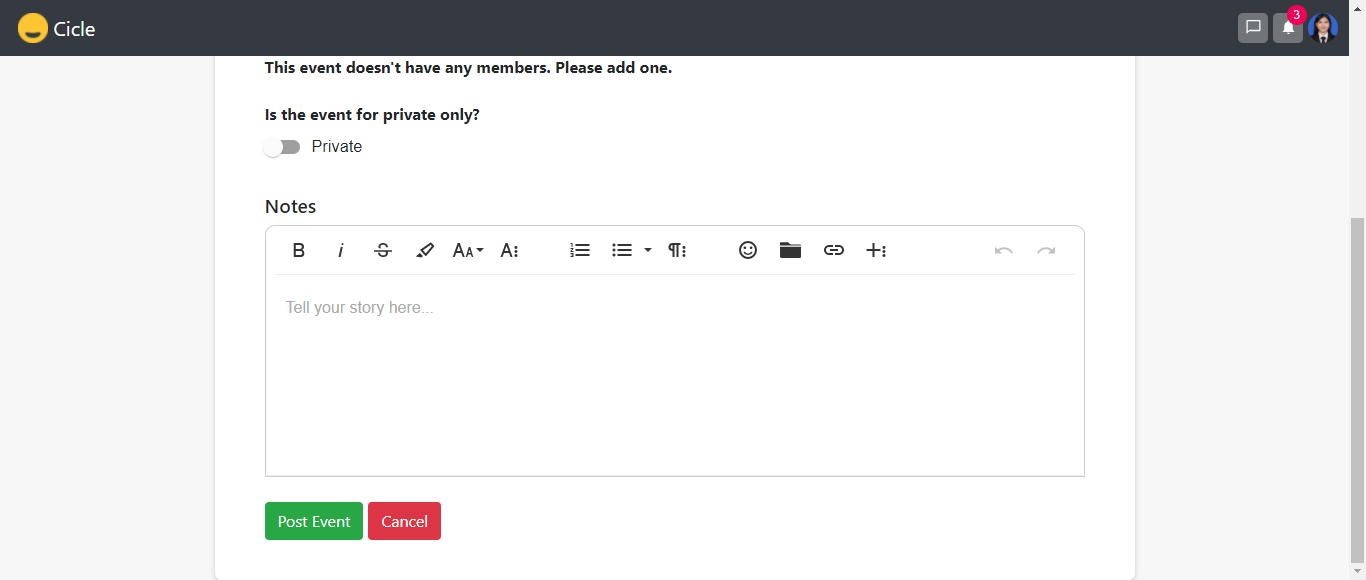 Cicle
3
This event doesn't have any members. Please add one.
Is the event for private only?
Private
Notes
Tell your story here...
Post Event Cancel